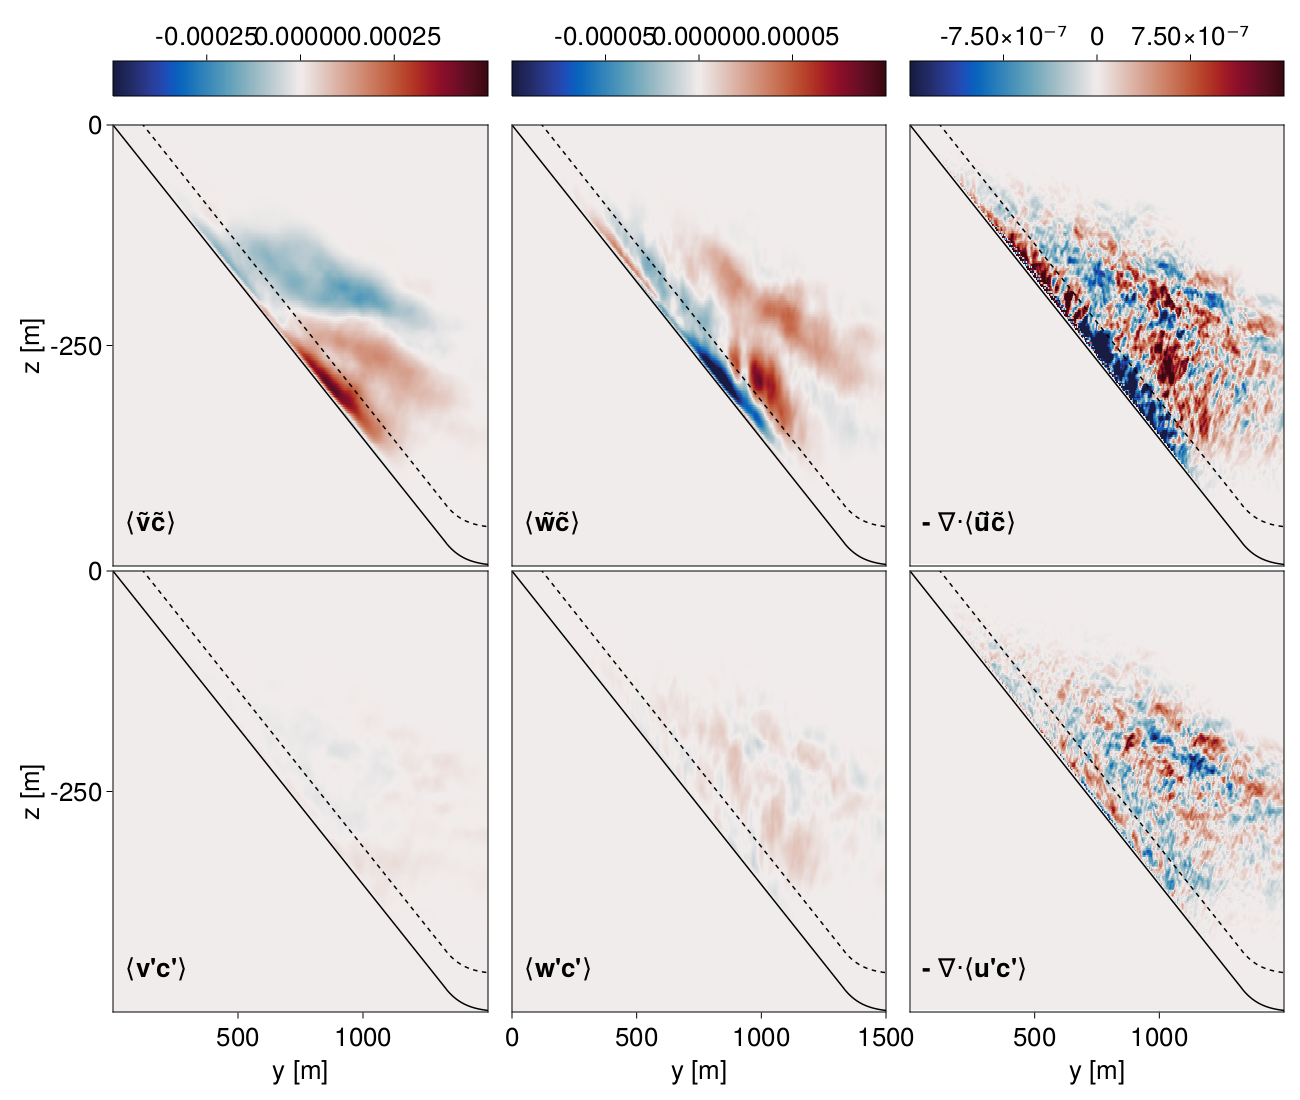 -0.00025 0.00000 0.00025
-0.00005 0.00000 0.00005
-7.50×10⁻⁷ 0 7.50×10⁻⁷
0
-250
z [m]
⟨ṽc̃⟩
⟨w̃c̃⟩
- ∇·⟨ũc̃⟩
0
-250
z [m]
⟨v'c'⟩
⟨w'c'⟩
- ∇·⟨u'c'⟩
500 1000
0 500 1000 1500
500 1000
y [m]
y [m]
y [m]